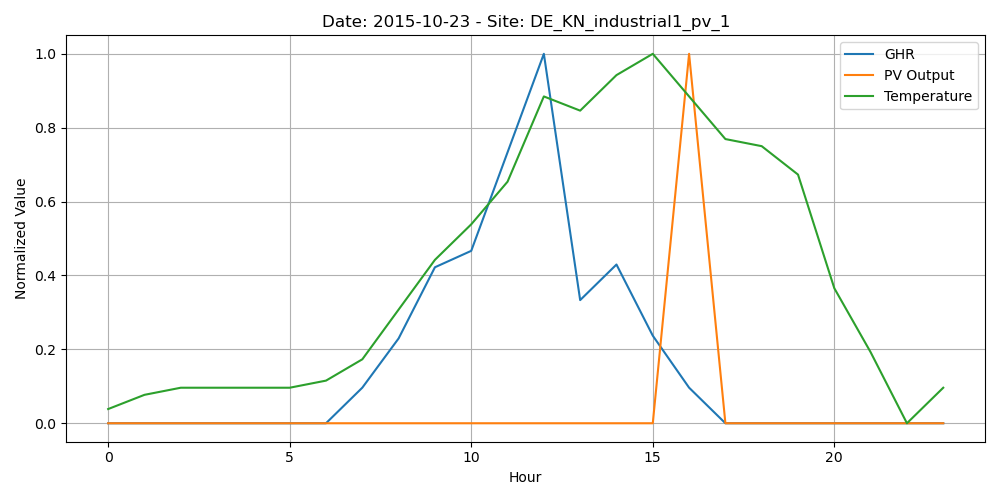 Date: 2015-10-23 - Site: DE_KN_industrial1_pv_1
GHR
PV Output
Temperature
Normalized Value
1.0
0.8
0.6
0.4
0.2
0.0
0 5 10 15 20
Hour